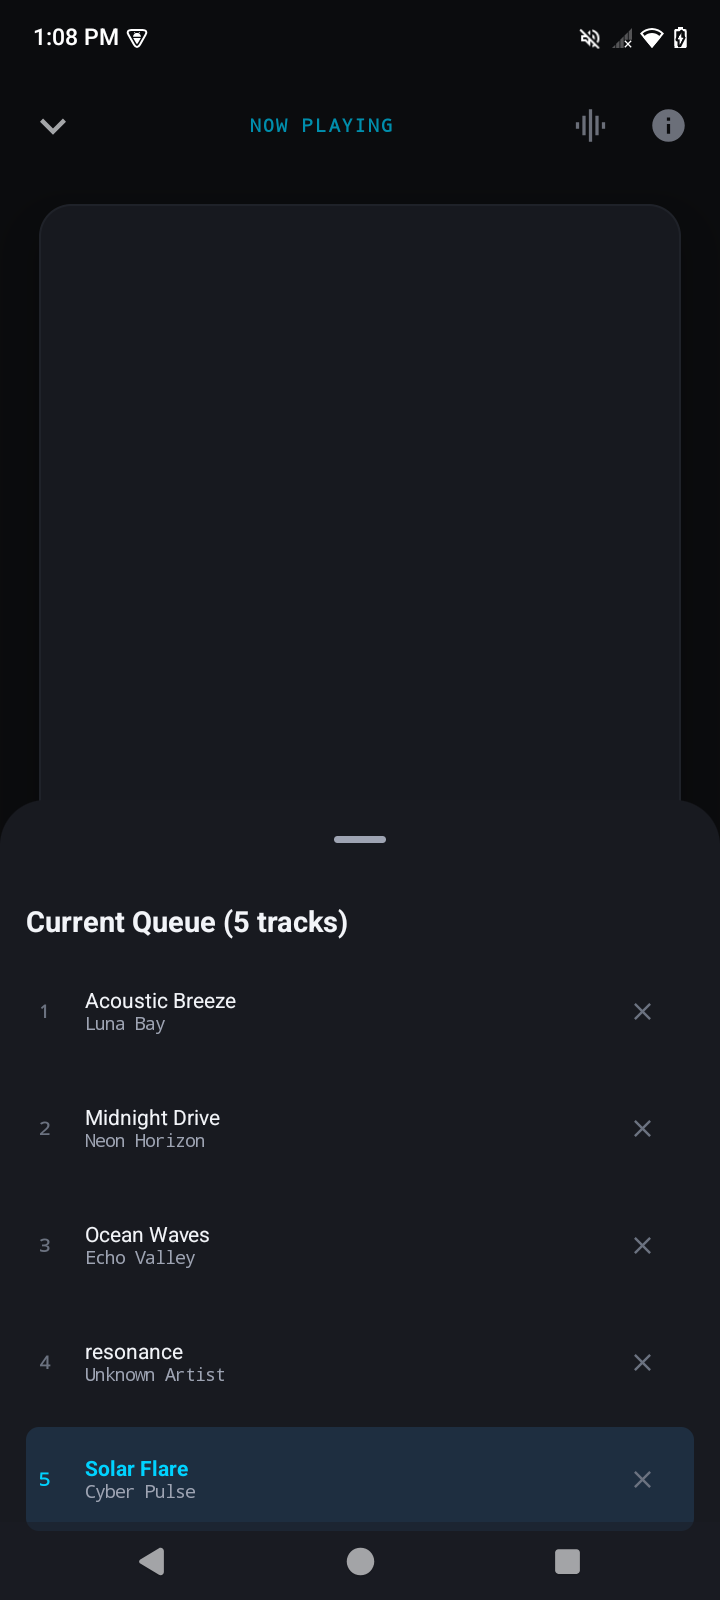 1:08 PM
NOW PLAYING
Current Queue (5 tracks)
1
Acoustic Breeze
Luna Bay
2
Midnight Drive
Neon Horizon
3
Ocean Waves
Echo Valley
4
resonance
Unknown Artist
5
Solar Flare
Cyber Pulse